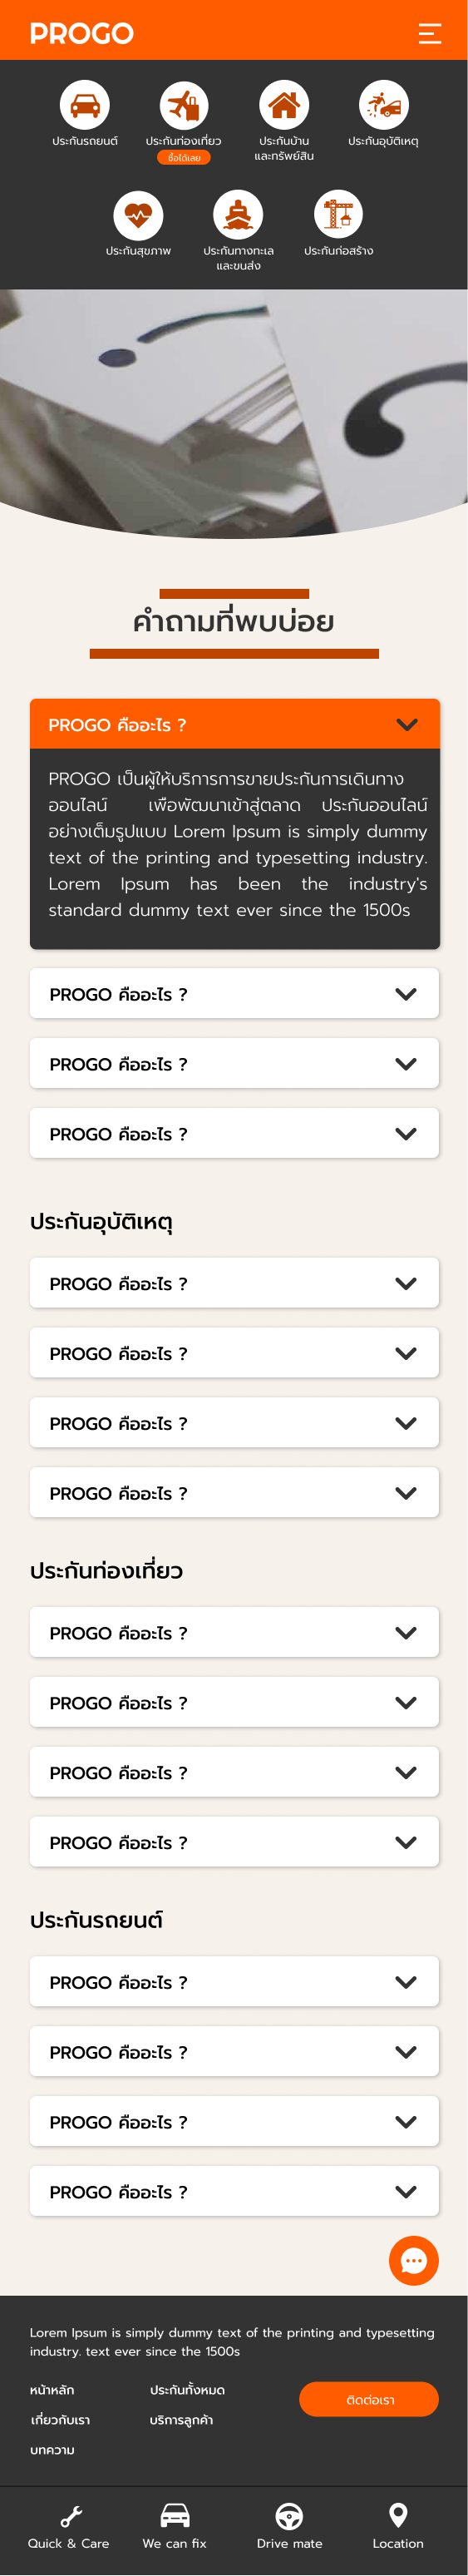 PROGO
ประกันรถยนต์
ประกันท่องเที่ยว
ซื้อได้เลย
ประกันบ้าน
และทรัพย์สิน
ประกันอุบัติเหตุ
ประกันสุขภาพ
ประกันทางทะเล
และขนส่ง
ประกันก่อสร้าง
คำถามที่พบบ่อย
PROGO คืออะไร ?
PROGO เป็นผู้ให้บริการการขายประกันการเดินทาง
ออนไลน์ เพื่อพัฒนาเข้าสู่ตลาด ประกันออนไลน์
อย่างเต็มรูปแบบ Lorem Ipsum is simply dummy
text of the printing and typesetting industry.
Lorem Ipsum has been the industry's
standard dummy text ever since the 1500s
PROGO คืออะไร ?
PROGO คืออะไร ?
PROGO คืออะไร ?
ประกันอุบัติเหตุ
PROGO คืออะไร ?
PROGO คืออะไร ?
PROGO คืออะไร ?
PROGO คืออะไร ?
ประกันท่องเที่ยว
PROGO คืออะไร ?
PROGO คืออะไร ?
PROGO คืออะไร ?
PROGO คืออะไร ?
ประกันรถยนต์
PROGO คืออะไร ?
PROGO คืออะไร ?
PROGO คืออะไร ?
PROGO คืออะไร ?
Lorem Ipsum is simply dummy text of the printing and typesetting
industry. text ever since the 1500s
หน้าหลัก
ประกันทั้งหมด
ติดต่อเรา
เกี่ยวกับเรา
บริการลูกค้า
บทความ
Quick & Care
We can fix
Drive mate
Location